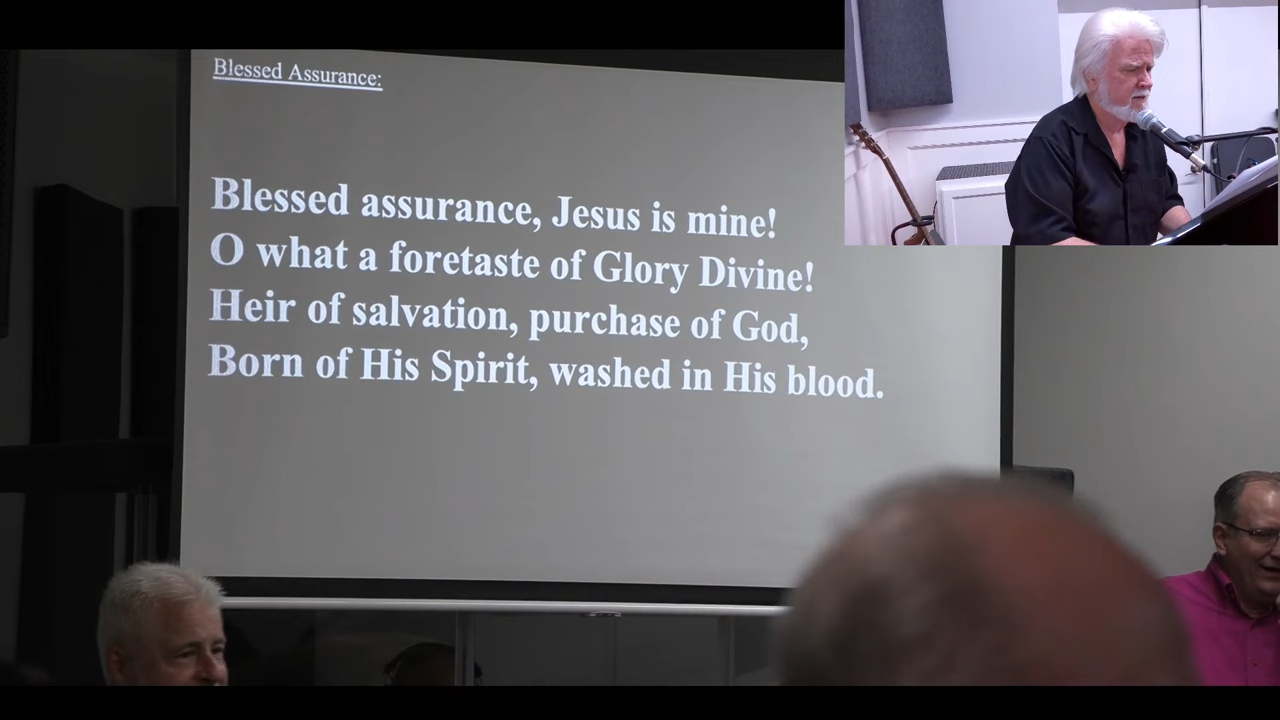 Blessed Assurance:
Blessed assurance, Jesus is mine!
O what a foretaste of Glory Divine!
Heir of salvation, purchase of God,
Born of His Spirit, washed in His blood.